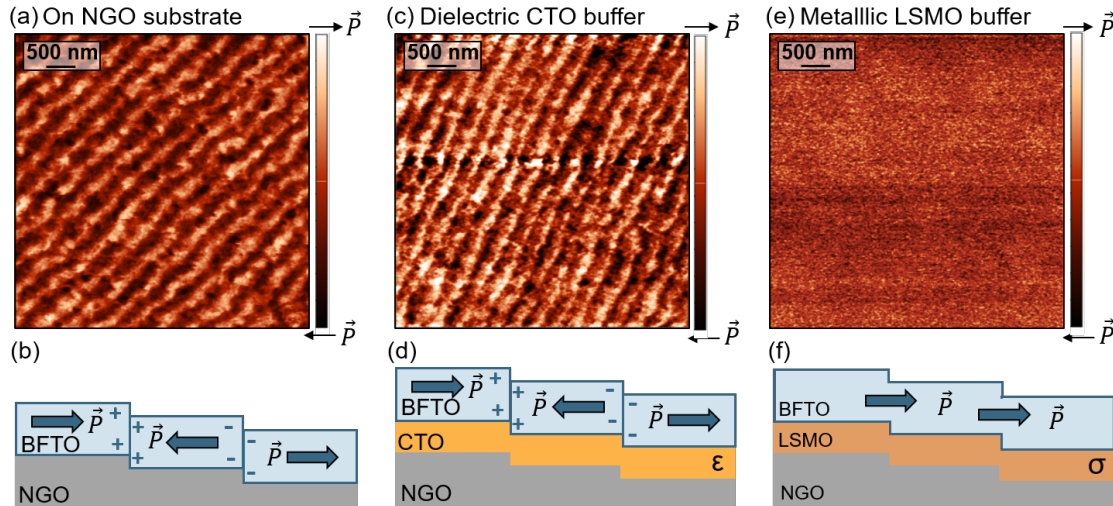 (a) On NGO substrate
500 nm
P⃗
P⃗
(c) Dielectric CTO buffer
500 nm
P⃗
P⃗
(e) Metalllic LSMO buffer
500 nm
P⃗
P⃗
(b)
P⃗ + + + P⃗ - - - P⃗
BFTO + + - -
NGO
(d)
P⃗ + + + P⃗ - - - P⃗
BFTO + + - -
CTO
ε
NGO
(f)
BFTO P⃗ P⃗
LSMO
σ
NGO